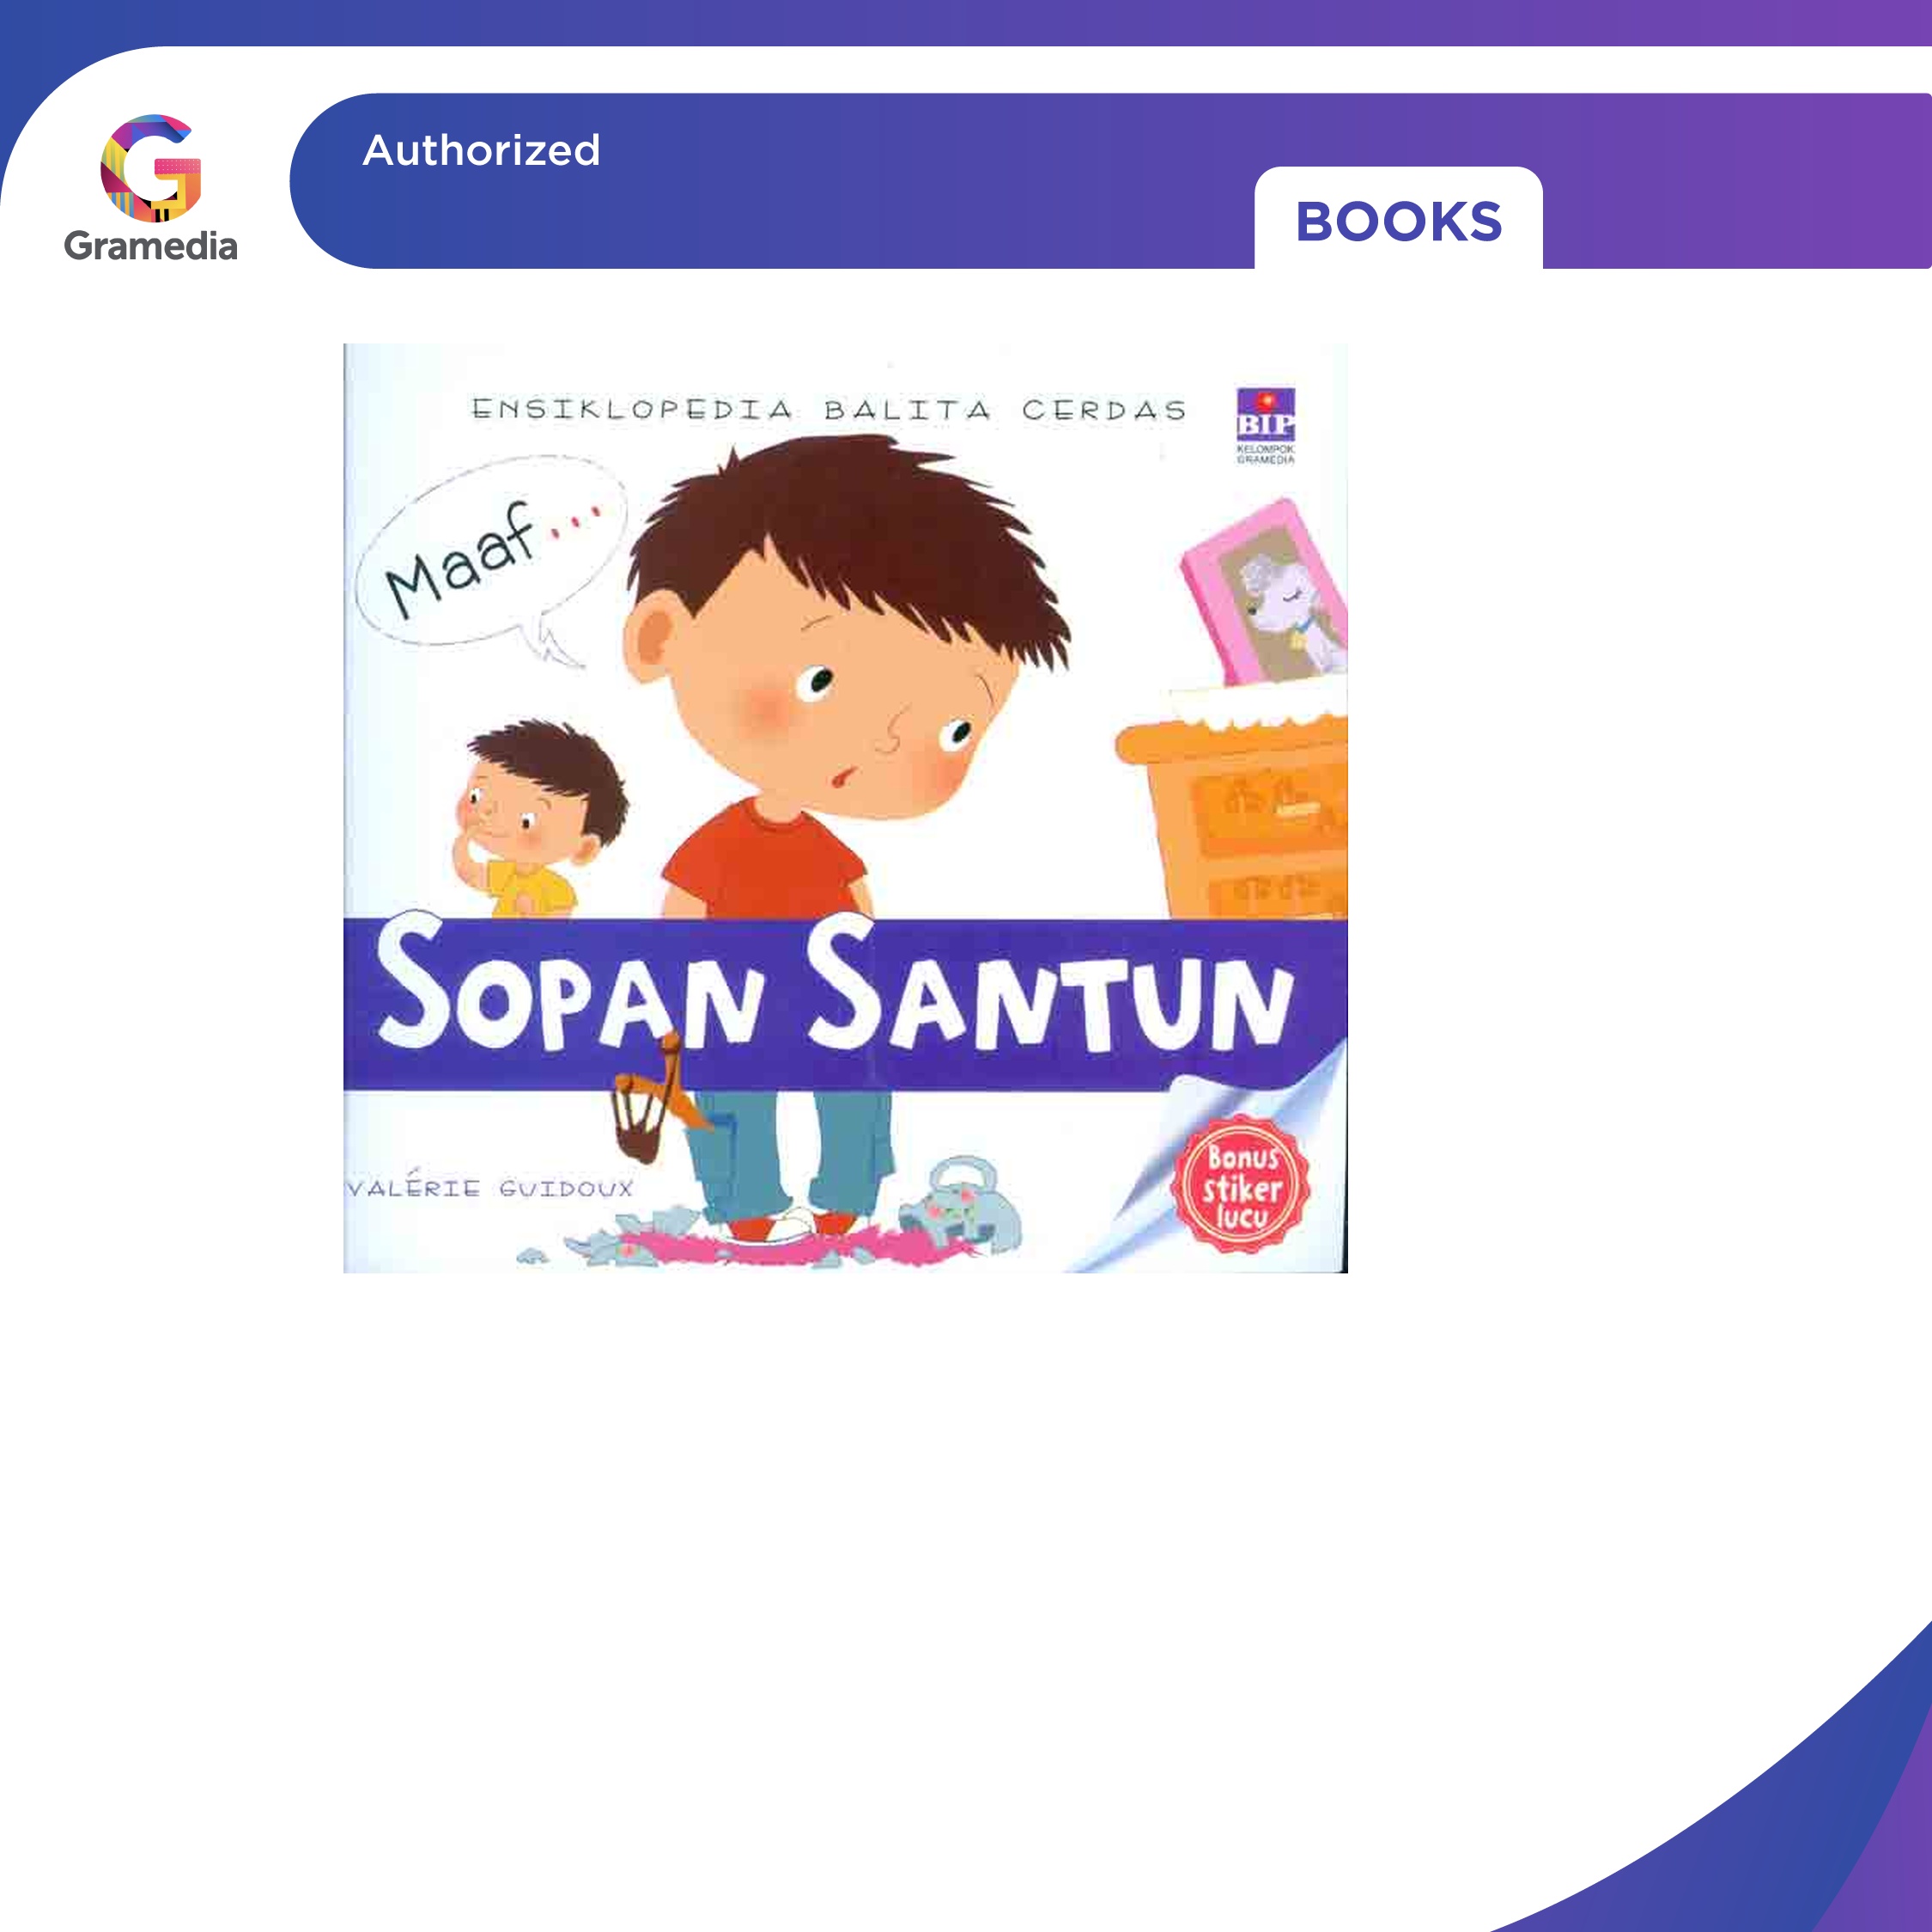 Authorized
BOOKS
Gramedia
ENSIKLOPEDIA BALITA CERDAS
BIP
KELOMPOK
GRAMEDIA
Maaf...
SOPAN SANTUN
VALÉRIE GUIDOUX
Bonus
stiker
lucu